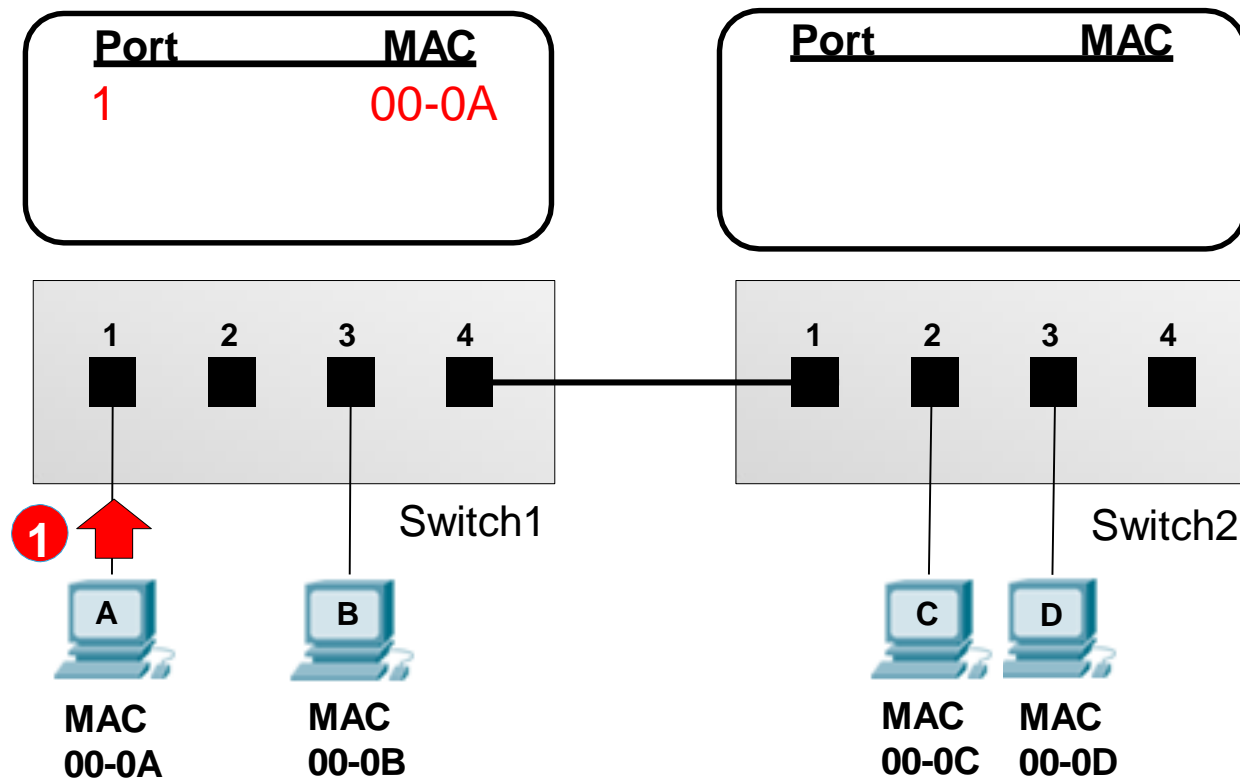 Port MAC
1 00-0A
Port MAC
1 2 3 4
1 2 3 4
Switch1
Switch2
1
A
B
C
D
MAC
00-0A
MAC
00-0B
MAC
00-0C
MAC
00-0D